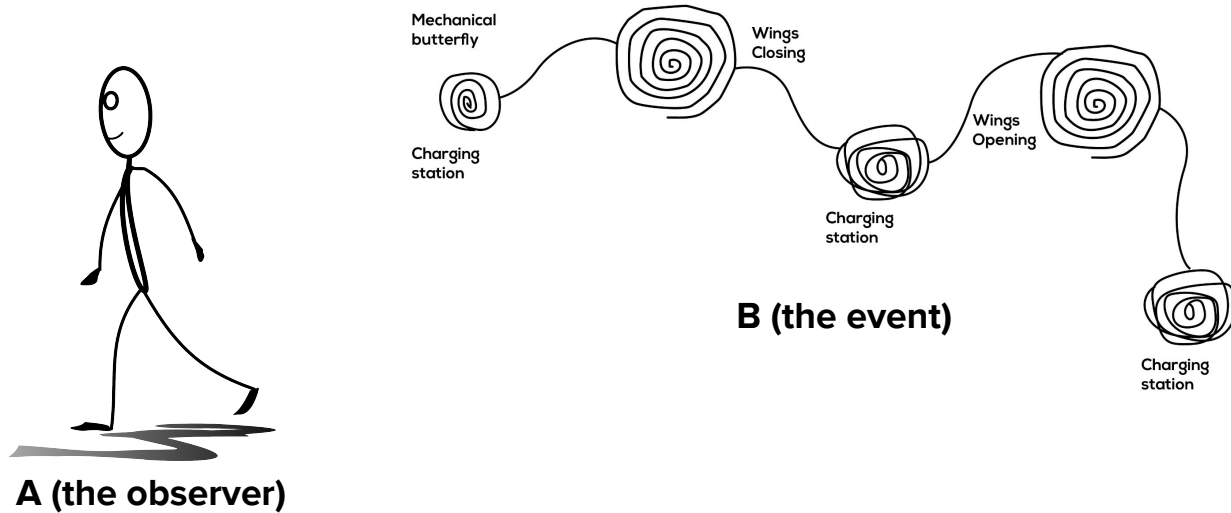 Mechanical
butterfly
Wings
Closing
Wings
Opening
Charging
station
Charging
station
B (the event)
Charging
station
A (the observer)